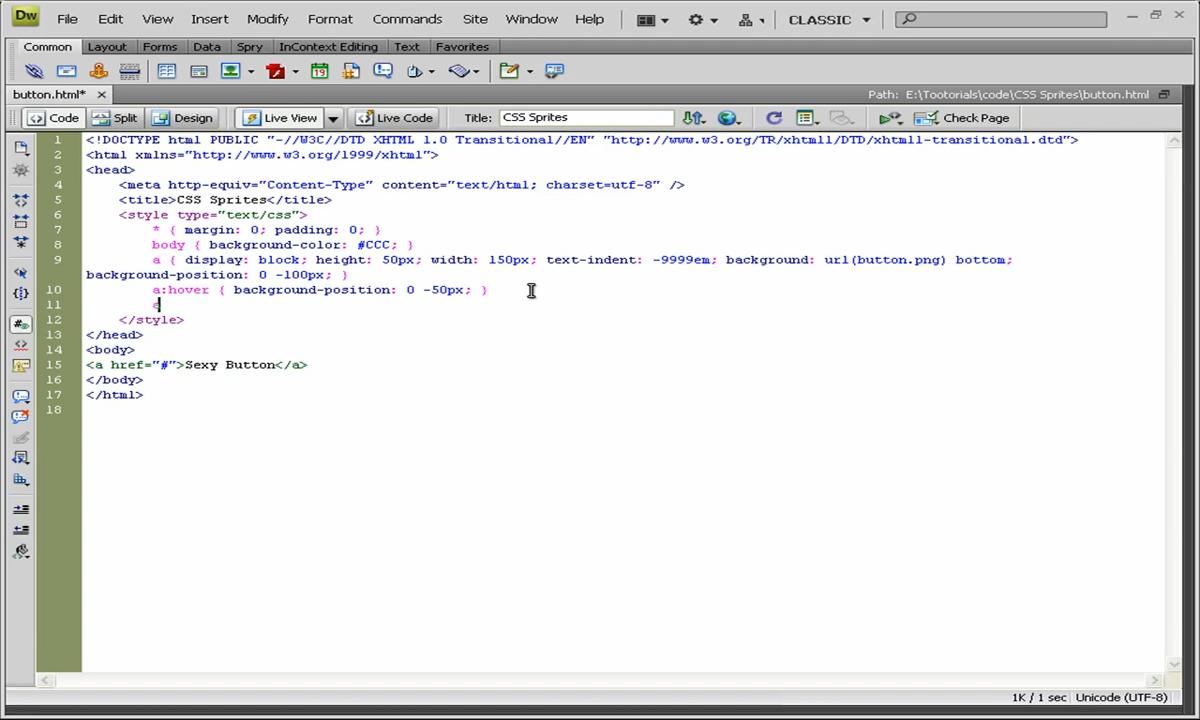 Dw File Edit View Insert Modify Format Commands Site Window Help CLASSIC
Common Layout Forms Data Spry InContext Editing Text Favorites
button.html* Path: E:\Tootorials\code\CSS Sprites\button.html
Code Split Design Live View Live Code Title: CSS Sprites Check Page
1 <!DOCTYPE html PUBLIC "-//W3C//DTD XHTML 1.0 Transitional//EN" "http://www.w3.org/TR/xhtml1/DTD/xhtml1-transitional.dtd">
2 <html xmlns="http://www.w3.org/1999/xhtml">
3 <head>
4 <meta http-equiv="Content-Type" content="text/html; charset=utf-8" />
5 <title>CSS Sprites</title>
6 <style type="text/css">
7 * { margin: 0; padding: 0; }
8 body { background-color: #CCC; }
9 a { display: block; height: 50px; width: 150px; text-indent: -9999em; background: url(button.png) bottom;
background-position: 0 -100px; }
10 a:hover { background-position: 0 -50px; }
11 a
12 </style>
13 </head>
14 <body>
15 <a href="#">Sexy Button</a>
16 </body>
17 </html>
18
1K / 1 sec Unicode (UTF-8)